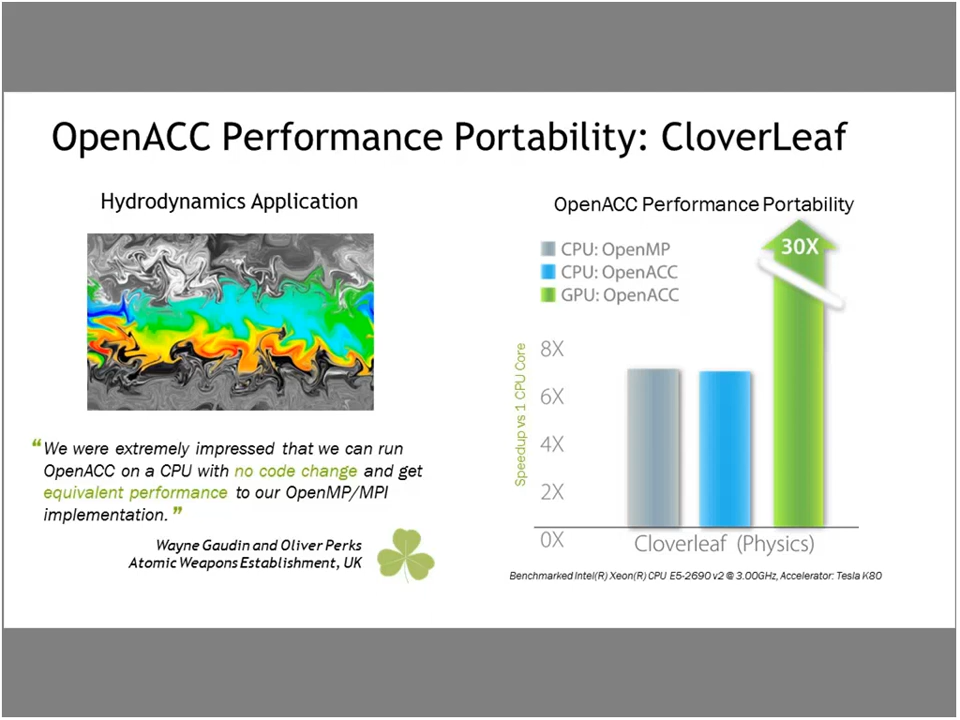 OpenACC Performance Portability: CloverLeaf
Hydrodynamics Application
“We were extremely impressed that we can run
OpenACC on a CPU with no code change and get
equivalent performance to our OpenMP/MPI
implementation.”
Wayne Gaudin and Oliver Perks
Atomic Weapons Establishment, UK
OpenACC Performance Portability
CPU: OpenMP
CPU: OpenACC
GPU: OpenACC
30X
Speedup vs 1 CPU Core
8X
6X
4X
2X
0X
Cloverleaf (Physics)
Benchmarked Intel(R) Xeon(R) CPU E5-2690 v2 @ 3.00GHz, Accelerator: Tesla K80